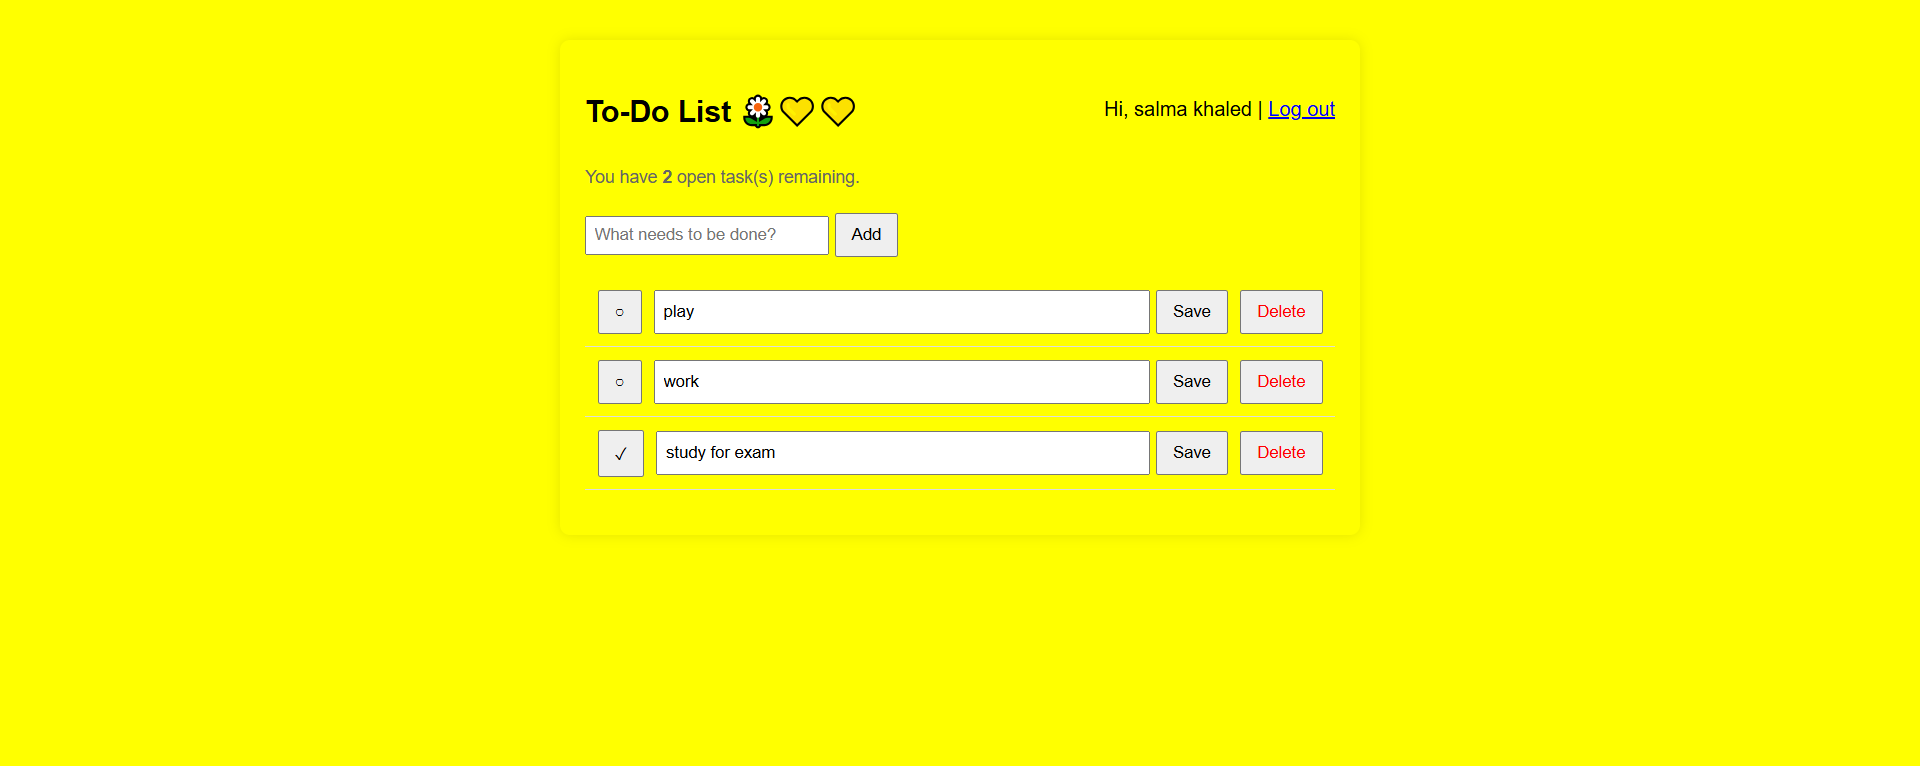 To-Do List 🌼💛💛
Hi, salma khaled | Log out
You have 2 open task(s) remaining.
What needs to be done? Add
○ play Save Delete
○ work Save Delete
✓ study for exam Save Delete